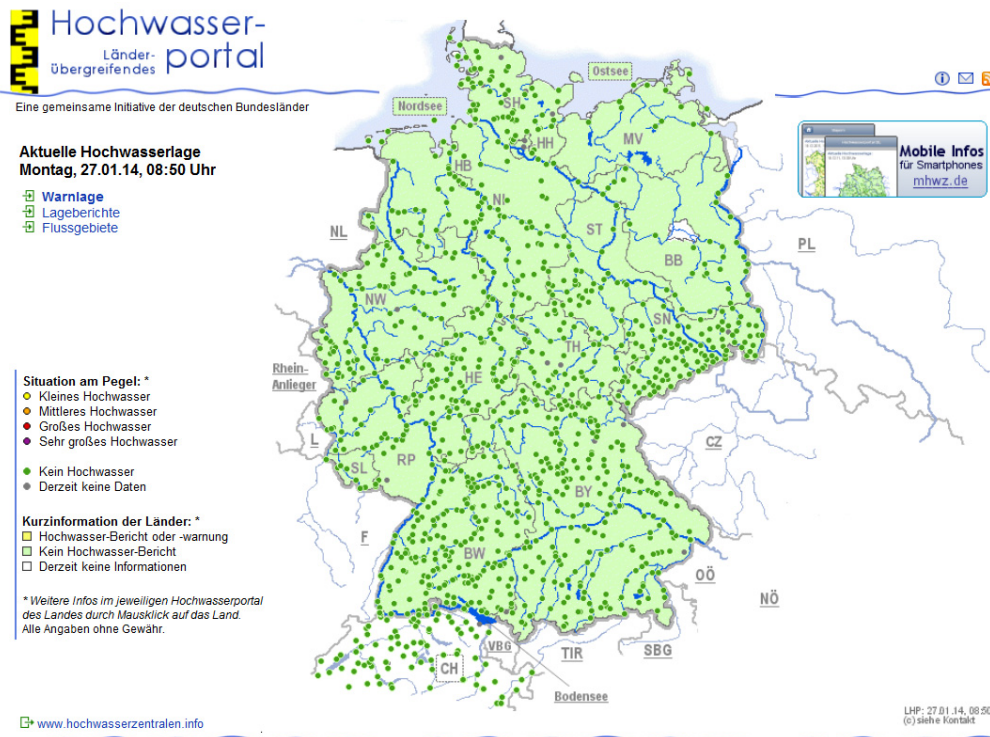 Hochwasser-
Länder-
übergreifendes portal
Eine gemeinsame Initiative der deutschen Bundesländer
Aktuelle Hochwasserlage
Montag, 27.01.14, 08:50 Uhr
Warnlage
Lageberichte
Flussgebiete
Situation am Pegel: *
Kleines Hochwasser
Mittleres Hochwasser
Großes Hochwasser
Sehr großes Hochwasser
Kein Hochwasser
Derzeit keine Daten
Kurzinformation der Länder: *
Hochwasser-Bericht oder -warnung
Kein Hochwasser-Bericht
Derzeit keine Informationen
* Weitere Infos im jeweiligen Hochwasserportal
des Landes durch Mausklick auf das Land.
Alle Angaben ohne Gewähr.
www.hochwasserzentralen.info
Ostsee
Nordsee
SH
HH
MV
HB
NI
NL
ST
PL
BB
NW
SN
TH
Rhein-
Anlieger
HE
L
CZ
RP
SL
BY
F
BW
OÖ
NÖ
VBG
TIR
SBG
CH
Bodensee
Mobile Infos
für Smartphones
mhwz.de
LHP: 27.01.14, 08:50
(c) siehe Kontakt